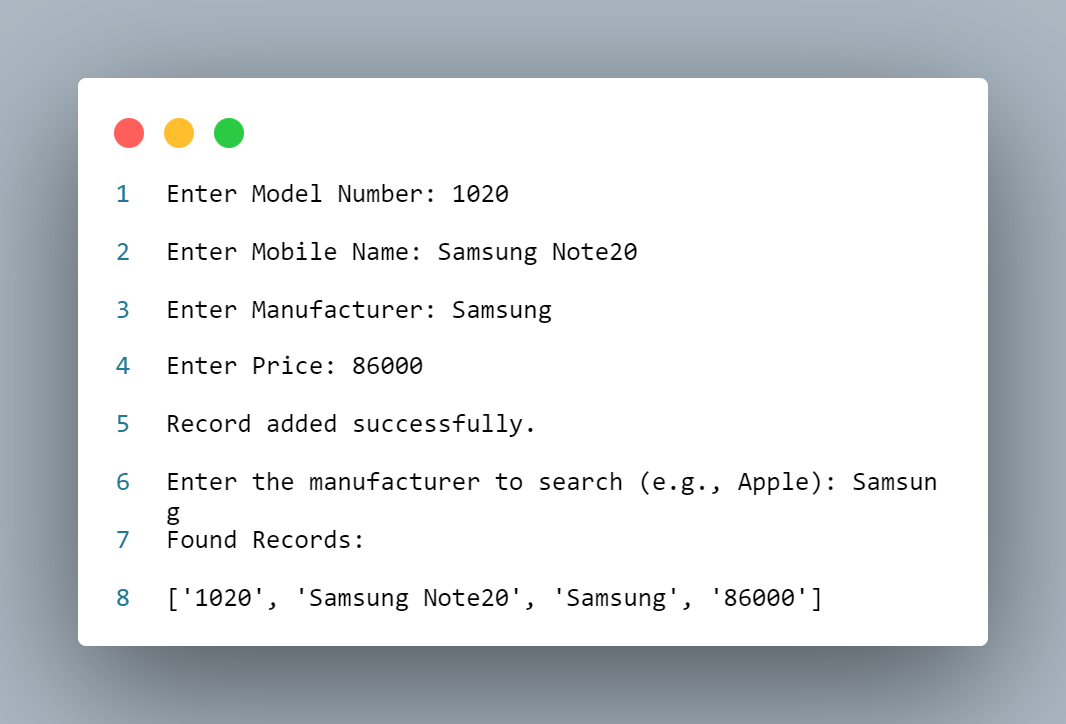 1 Enter Model Number: 1020
2 Enter Mobile Name: Samsung Note20
3 Enter Manufacturer: Samsung
4 Enter Price: 86000
5 Record added successfully.
6 Enter the manufacturer to search (e.g., Apple): Samsun
g
7 Found Records:
8 ['1020', 'Samsung Note20', 'Samsung', '86000']